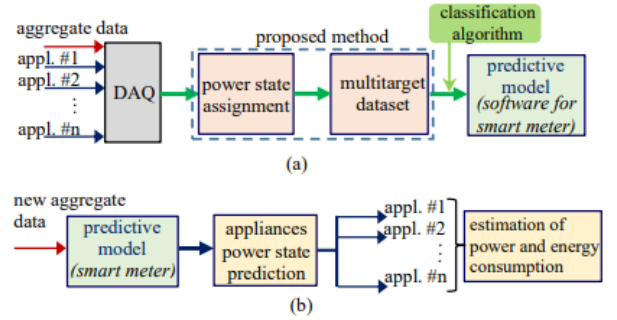 aggregate data
appl. #1
appl. #2
⋮
appl. #n
DAQ
proposed method
power state
assignment
multitarget
dataset
classification
algorithm
predictive
model
(software for
smart meter)
(a)
new aggregate
data
predictive
model
(smart meter)
appliances
power state
prediction
appl. #1
appl. #2
⋮
appl. #n
estimation of
power and energy
consumption
(b)